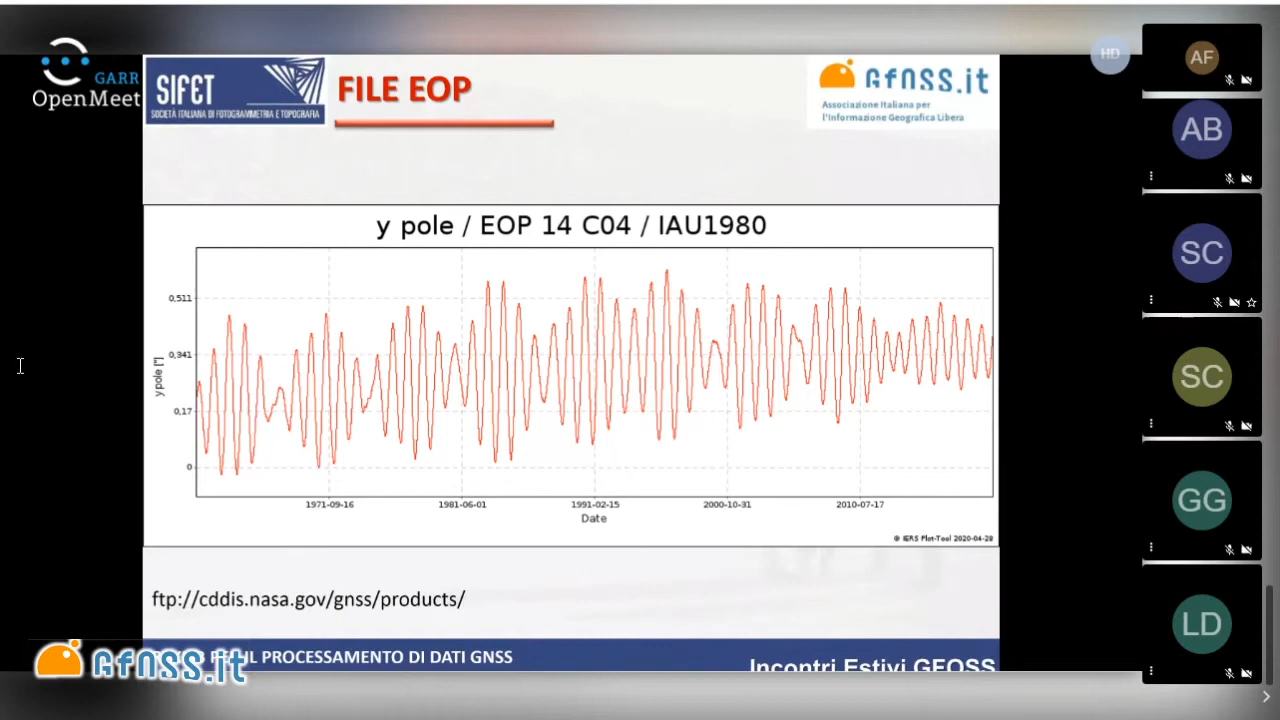 GARR
OpenMeet
SIFET
SOCIETÀ ITALIANA DI FOTOGRAMMETRIA E TOPOGRAFIA
FILE EOP
GFOSS.it
Associazione Italiana per
l'Informazione Geografica Libera
HD
y pole / EOP 14 C04 / IAU1980
y pole ["]
0,511
0,341
0,17
0
1971-09-16
1981-06-01
1991-02-15
2000-10-31
2010-07-17
Date
© IERS Plot-Tool 2020-04-28
ftp://cddis.nasa.gov/gnss/products/
IL PROCESSAMENTO DI DATI GNSS
Incontri Estivi GFOSS
GFOSS.it
AF
AB
SC
SC
GG
LD